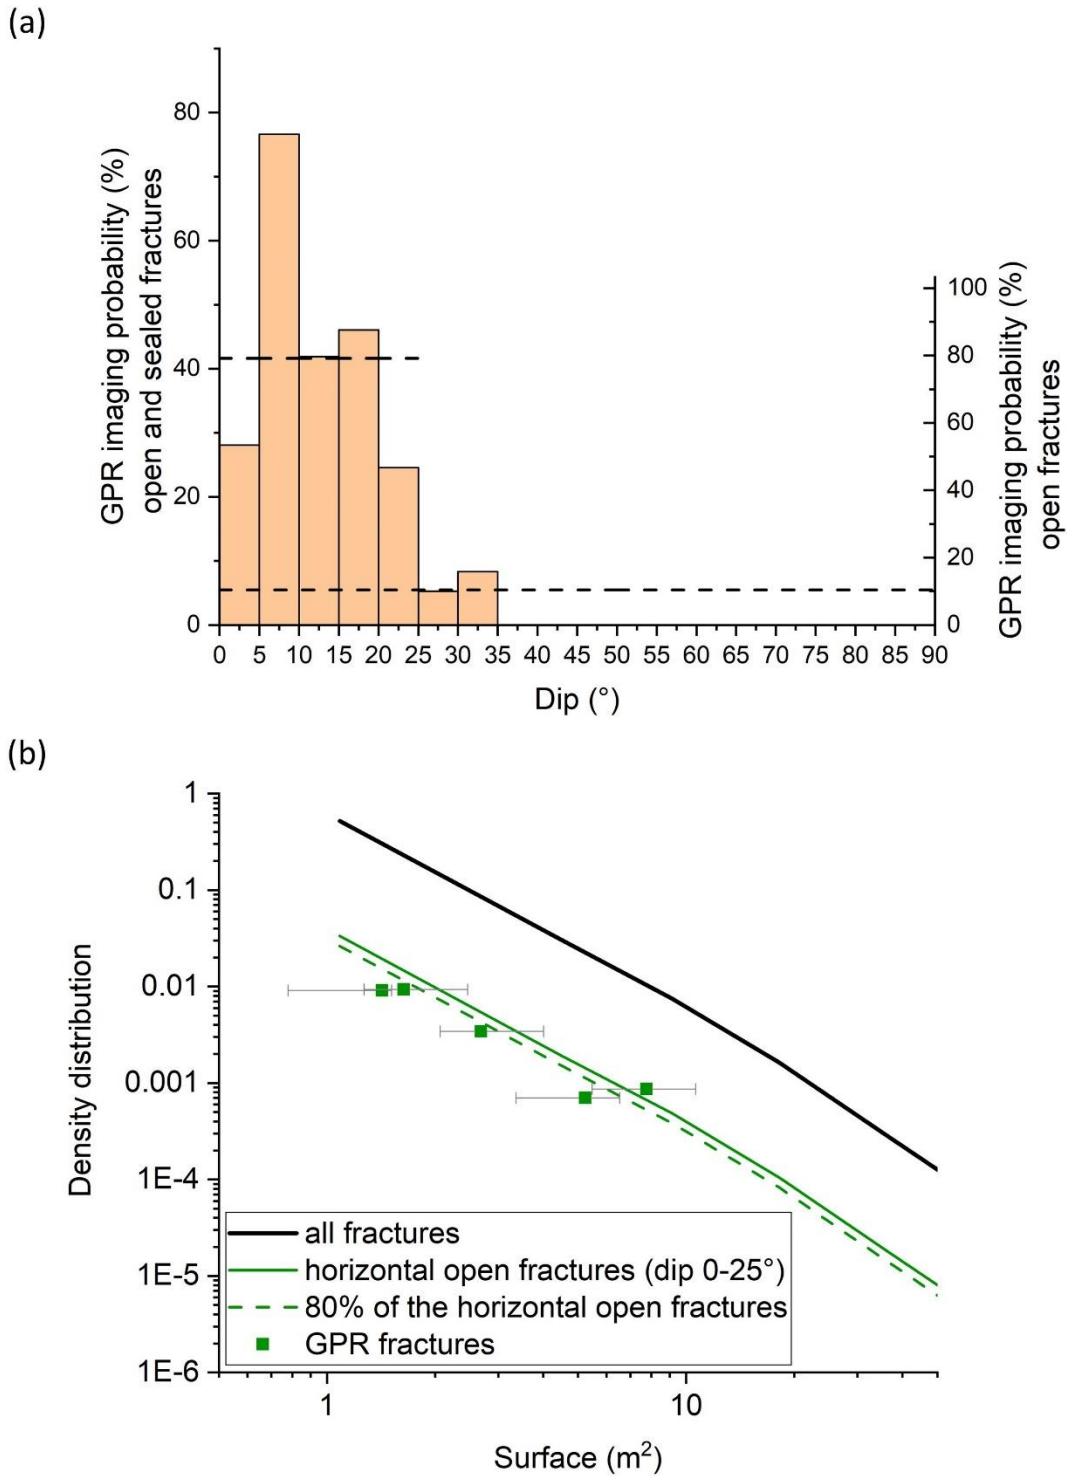 (a)
GPR imaging probability (%)
open and sealed fractures
80
60
40
20
0
100
80
60
40
20
0
GPR imaging probability (%)
open fractures
0 5 10 15 20 25 30 35 40 45 50 55 60 65 70 75 80 85 90
Dip (°)
(b)
Density distribution
1
0.1
0.01
0.001
1E-4
1E-5
1E-6
all fractures
horizontal open fractures (dip 0-25°)
80% of the horizontal open fractures
GPR fractures
1 10
Surface (m²)